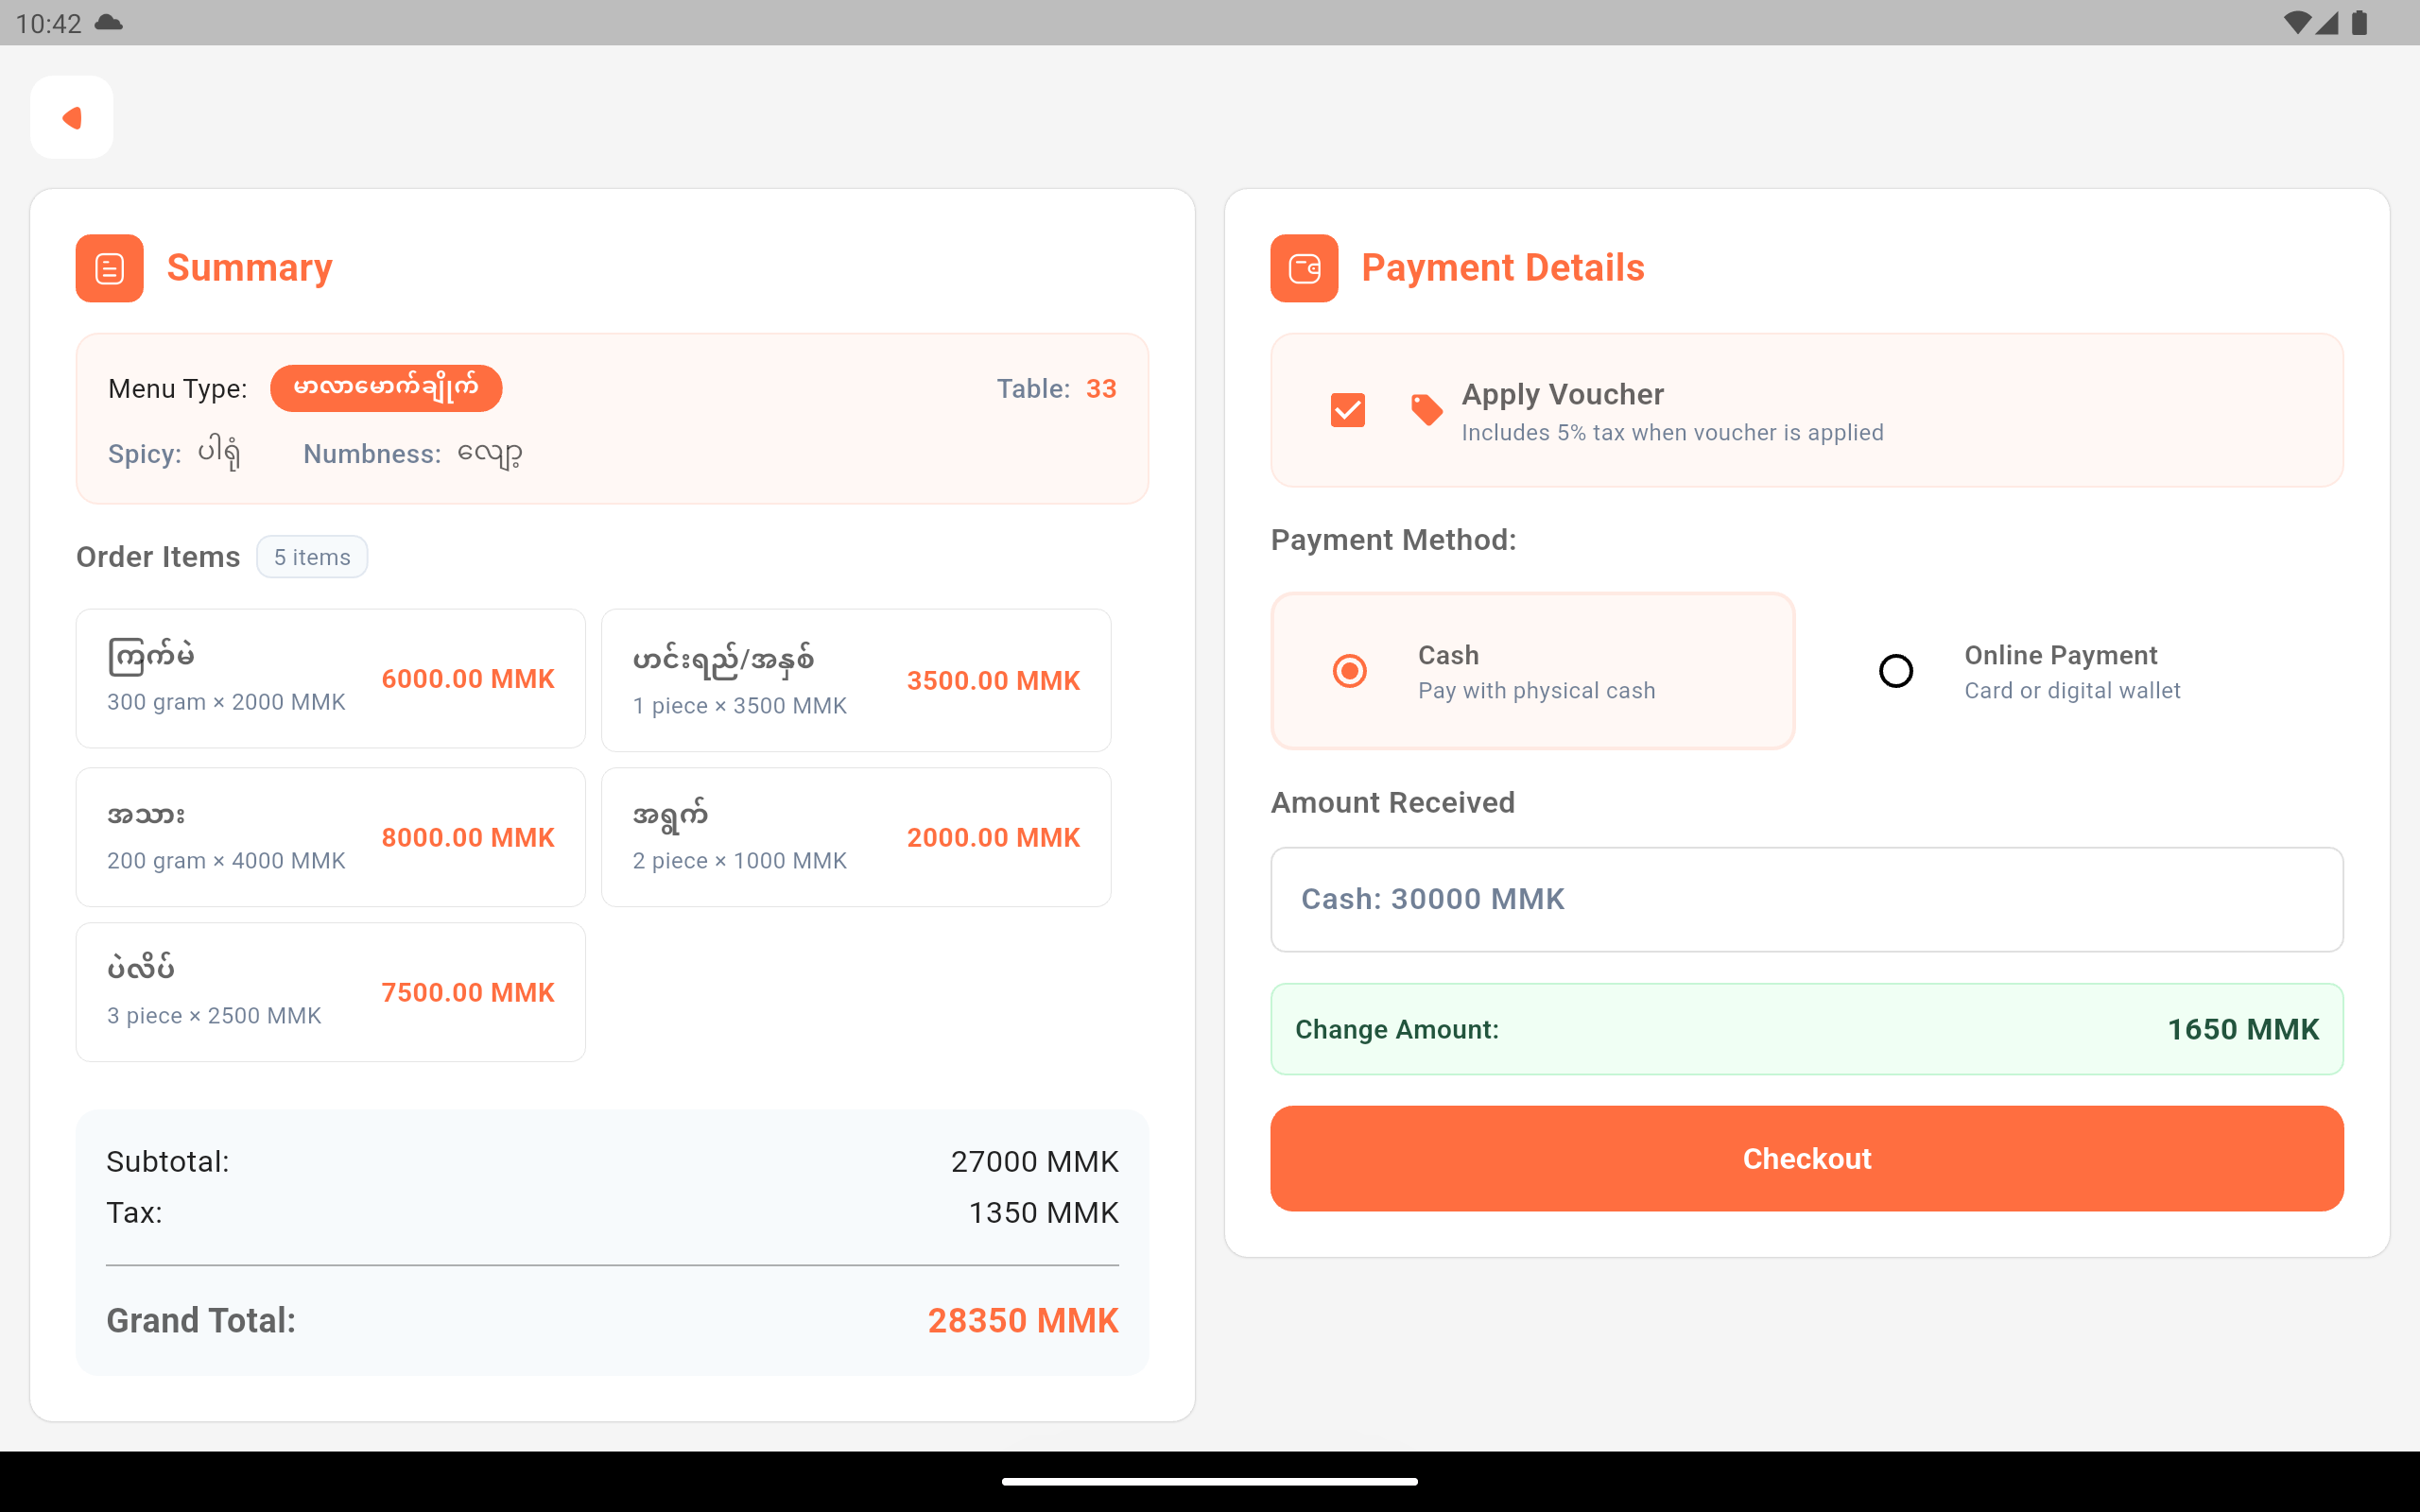 10:42
Summary
Menu Type: မာလာမောက်ချိုက် Table: 33
Spicy: ပါရုံ Numbness: လျော့
Order Items 5 items
ကြက်မဲ
300 gram × 2000 MMK
6000.00 MMK
ဟင်းရည်/အနှစ်
1 piece × 3500 MMK
3500.00 MMK
အသား
200 gram × 4000 MMK
8000.00 MMK
အရွက်
2 piece × 1000 MMK
2000.00 MMK
ပဲလိပ်
3 piece × 2500 MMK
7500.00 MMK
Subtotal: 27000 MMK
Tax: 1350 MMK
Grand Total: 28350 MMK
Payment Details
Apply Voucher
Includes 5% tax when voucher is applied
Payment Method:
Cash
Pay with physical cash
Online Payment
Card or digital wallet
Amount Received
Cash: 30000 MMK
Change Amount: 1650 MMK
Checkout